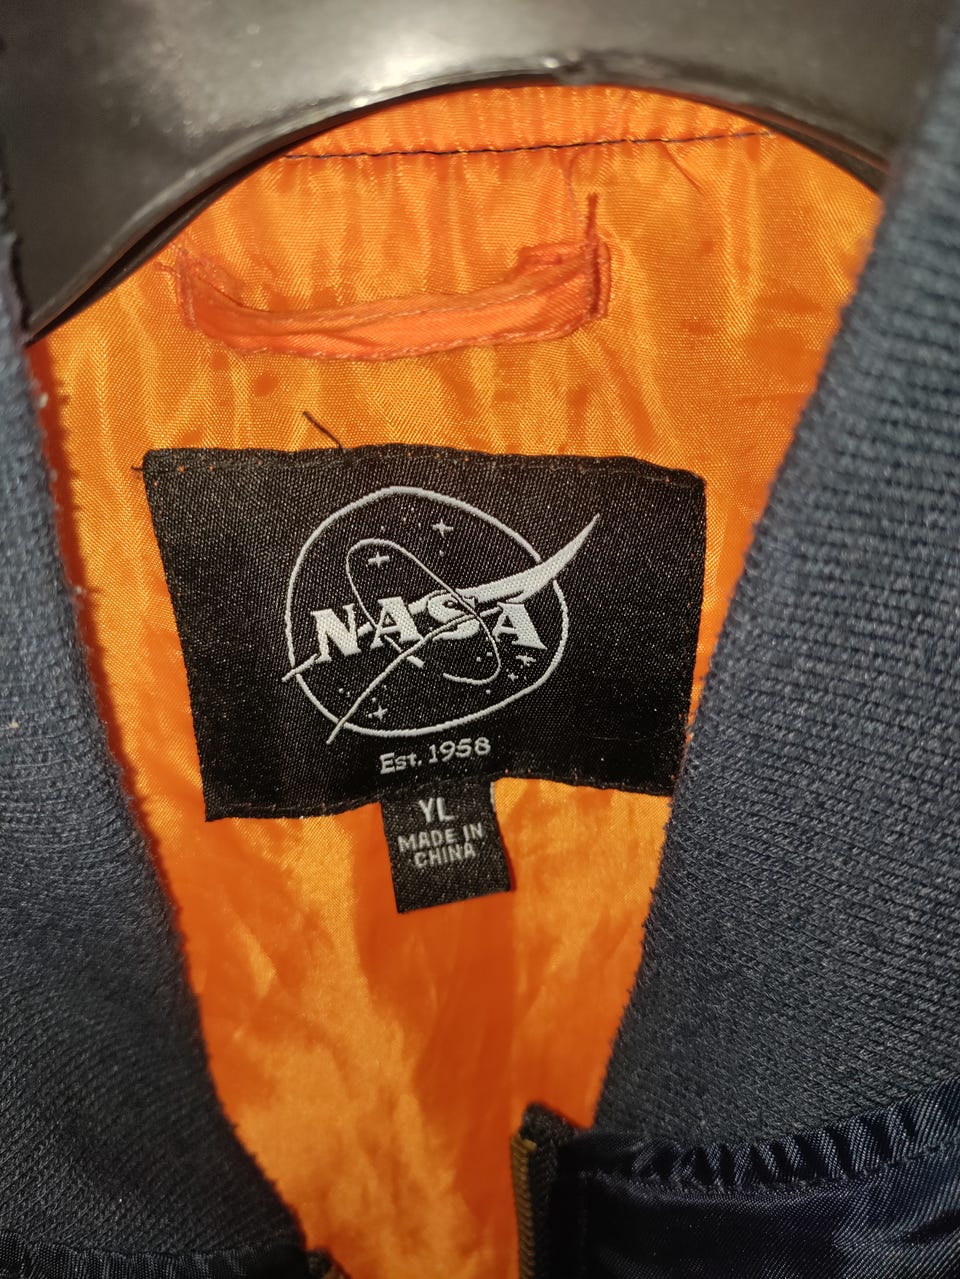 NASA
Est. 1958
YL
MADE IN
CHINA